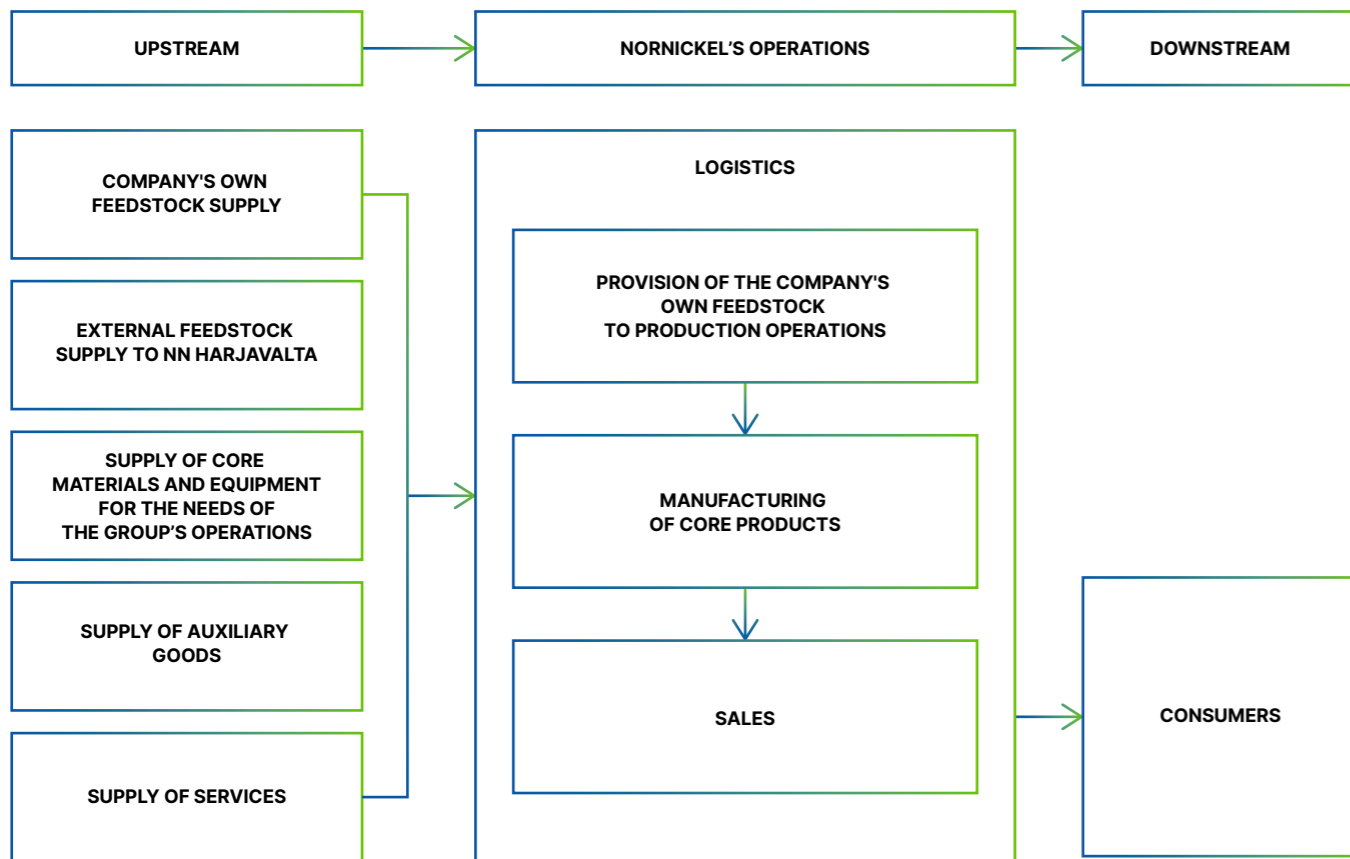 UPSTREAM
NORNICKEL’S OPERATIONS
DOWNSTREAM
COMPANY'S OWN
FEEDSTOCK SUPPLY
EXTERNAL FEEDSTOCK
SUPPLY TO NN HARJAVALTA
SUPPLY OF CORE
MATERIALS AND EQUIPMENT
FOR THE NEEDS OF
THE GROUP’S OPERATIONS
SUPPLY OF AUXILIARY
GOODS
SUPPLY OF SERVICES
LOGISTICS
PROVISION OF THE COMPANY'S
OWN FEEDSTOCK
TO PRODUCTION OPERATIONS
MANUFACTURING
OF CORE PRODUCTS
SALES
CONSUMERS